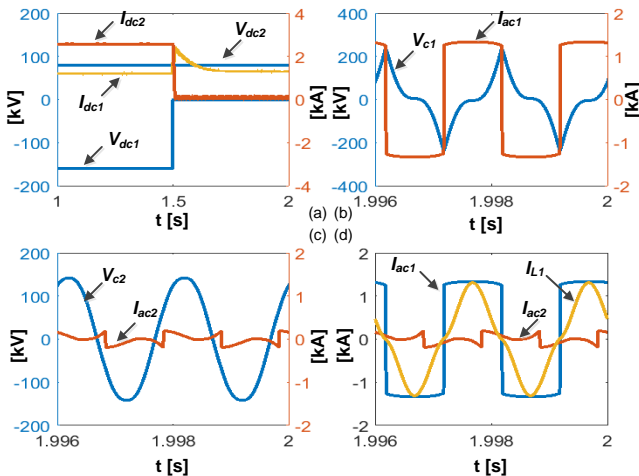 200
100
0
-100
-200
[kV]
I_dc2
V_dc2
I_dc1
V_dc1
4
2
0
-2
-4
[kA]
1
1.5
2
t [s]
(a)
400
200
0
-200
-400
[kV]
V_c1
I_ac1
2
1
0
-1
-2
[kA]
1.996
1.998
2
t [s]
(b)
(c)
200
100
0
-100
-200
[kV]
V_c2
I_ac2
2
1
0
-1
-2
[kA]
1.996
1.998
2
t [s]
(d)
2
1
0
-1
-2
[kA]
I_ac1
I_L1
I_ac2
1.996
1.998
2
t [s]